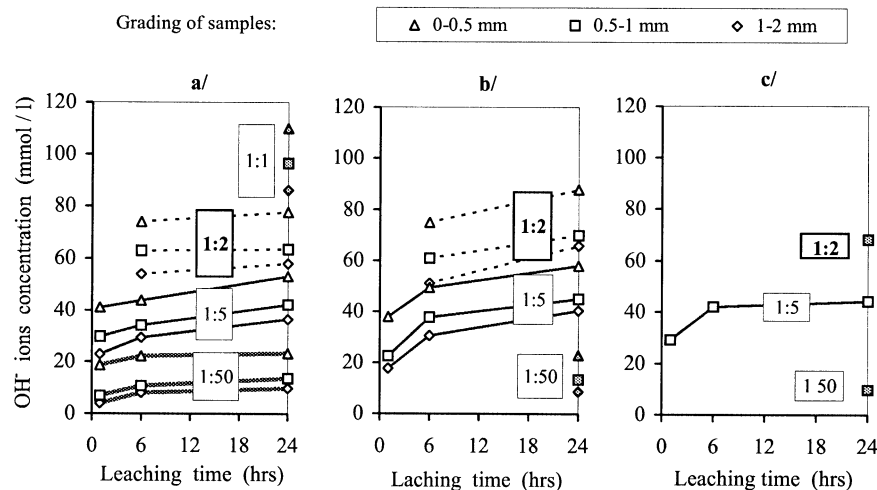 Grading of samples:
0-0.5 mm
0.5-1 mm
1-2 mm
a/
b/
c/
OH⁻ ions concentration (mmol / l)
120
100
80
60
40
20
0
1:1
1:2
1:5
1:50
0 6 12 18 24
Leaching time (hrs)
120
100
80
60
40
20
0
1:2
1:5
1:50
0 6 12 18 24
Laching time (hrs)
120
100
80
60
40
20
0
1:2
1:5
1 50
0 6 12 18 24
Leaching time (hrs)